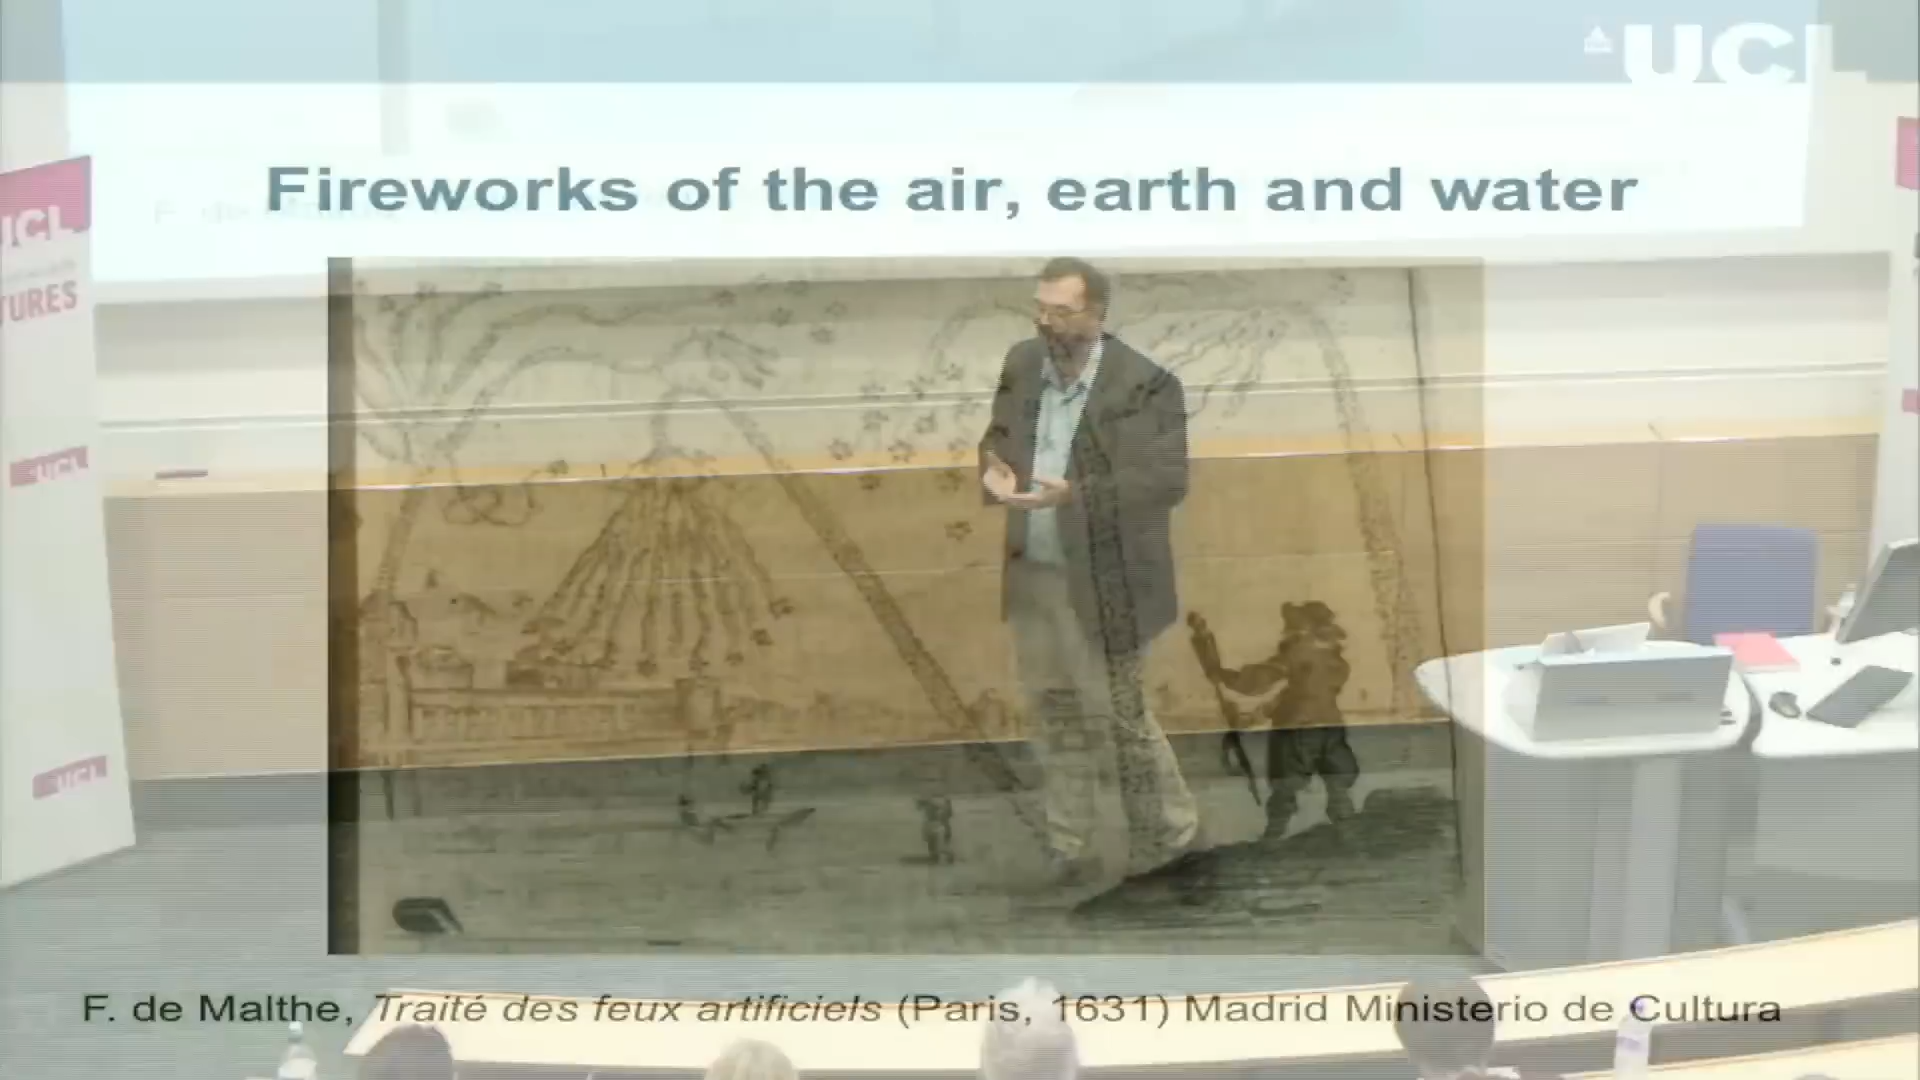 UCL
Fireworks of the air, earth and water
UCL
TURES
UCL
UCL
F. de Malthe, Traité des feux artificiels (Paris, 1631) Madrid Ministerio de Cultura